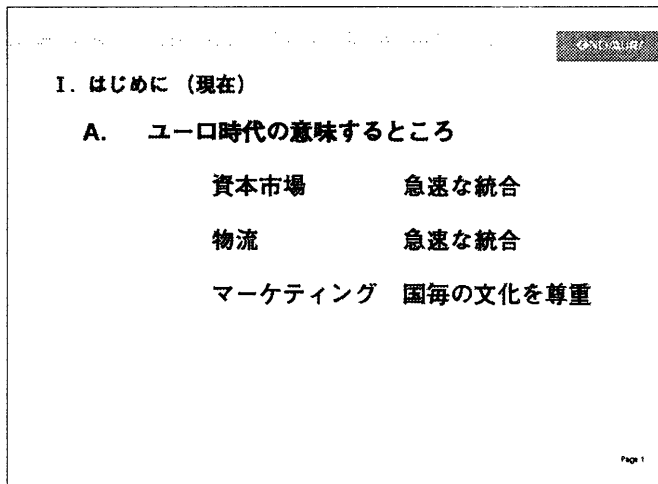 I. はじめに （現在）
A. ユーロ時代の意味するところ
資本市場 急速な統合
物流 急速な統合
マーケティング 国毎の文化を尊重
Page 1